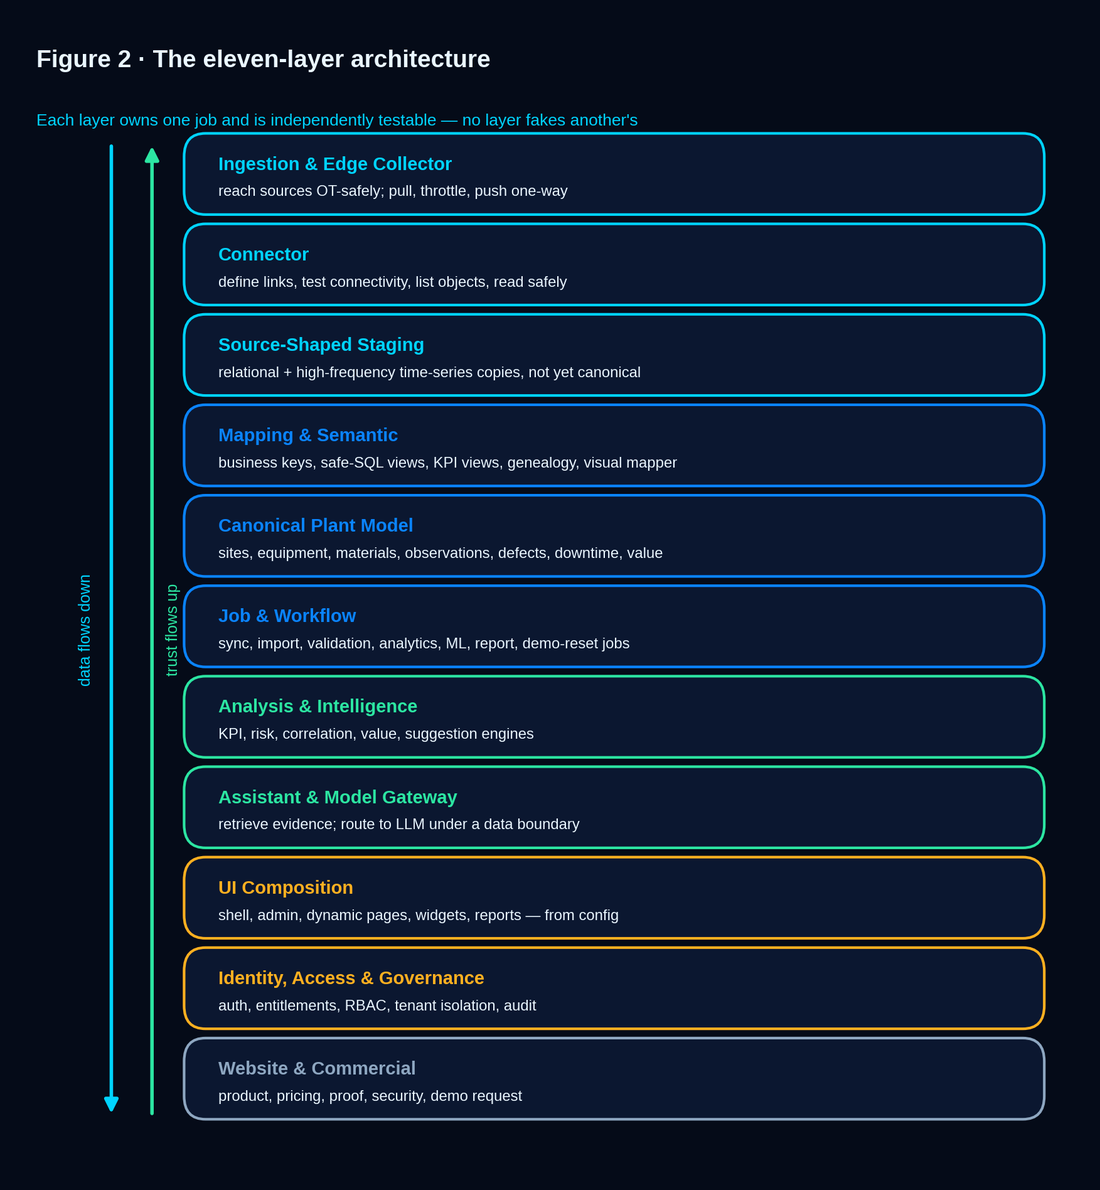 Figure 2 · The eleven-layer architecture
Each layer owns one job and is independently testable — no layer fakes another's
Ingestion & Edge Collector
reach sources OT-safely; pull, throttle, push one-way
Connector
define links, test connectivity, list objects, read safely
Source-Shaped Staging
relational + high-frequency time-series copies, not yet canonical
Mapping & Semantic
business keys, safe-SQL views, KPI views, genealogy, visual mapper
Canonical Plant Model
sites, equipment, materials, observations, defects, downtime, value
data flows down
trust flows up
Job & Workflow
sync, import, validation, analytics, ML, report, demo-reset jobs
Analysis & Intelligence
KPI, risk, correlation, value, suggestion engines
Assistant & Model Gateway
retrieve evidence; route to LLM under a data boundary
UI Composition
shell, admin, dynamic pages, widgets, reports — from config
Identity, Access & Governance
auth, entitlements, RBAC, tenant isolation, audit
Website & Commercial
product, pricing, proof, security, demo request